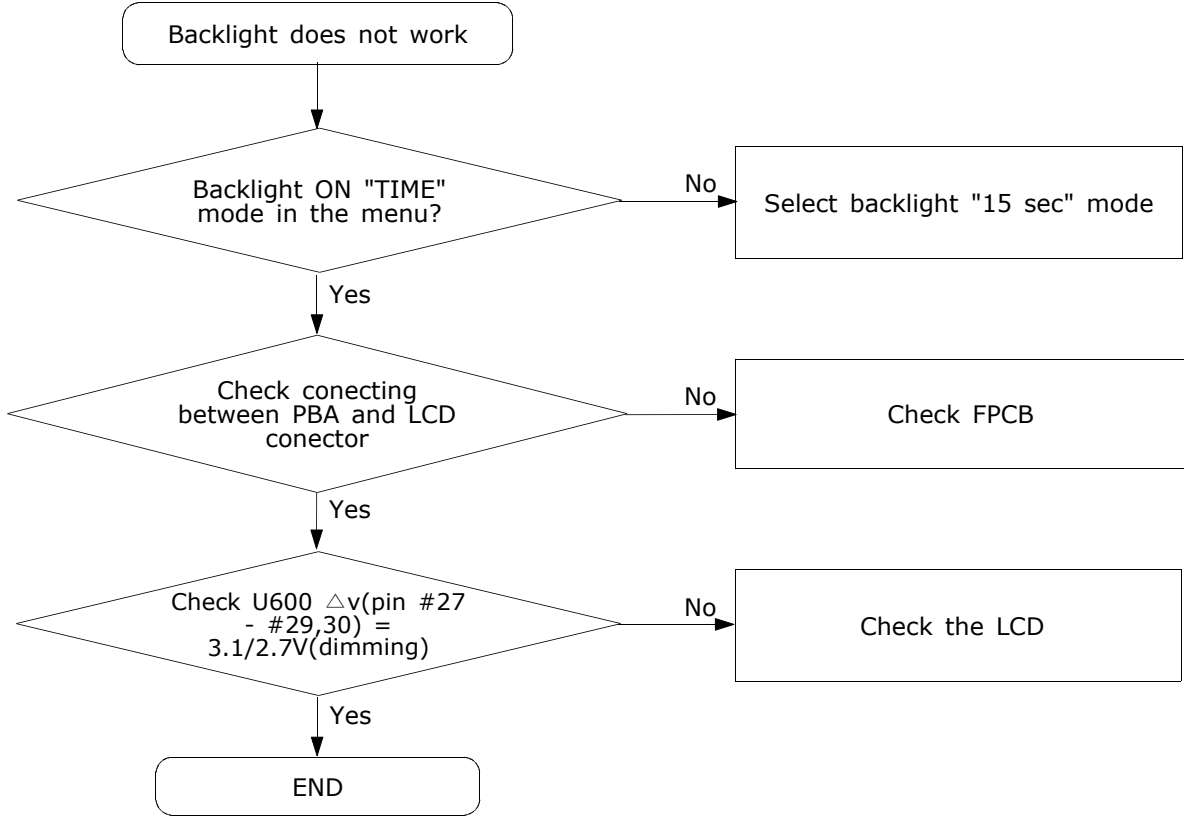 Backlight does not work
Backlight ON "TIME"
mode in the menu?
No
Select backlight "15 sec" mode
Yes
Check conecting
between PBA and LCD
conector
No
Check FPCB
Yes
Check U600 △v(pin #27
- #29,30) =
3.1/2.7V(dimming)
No
Check the LCD
Yes
END